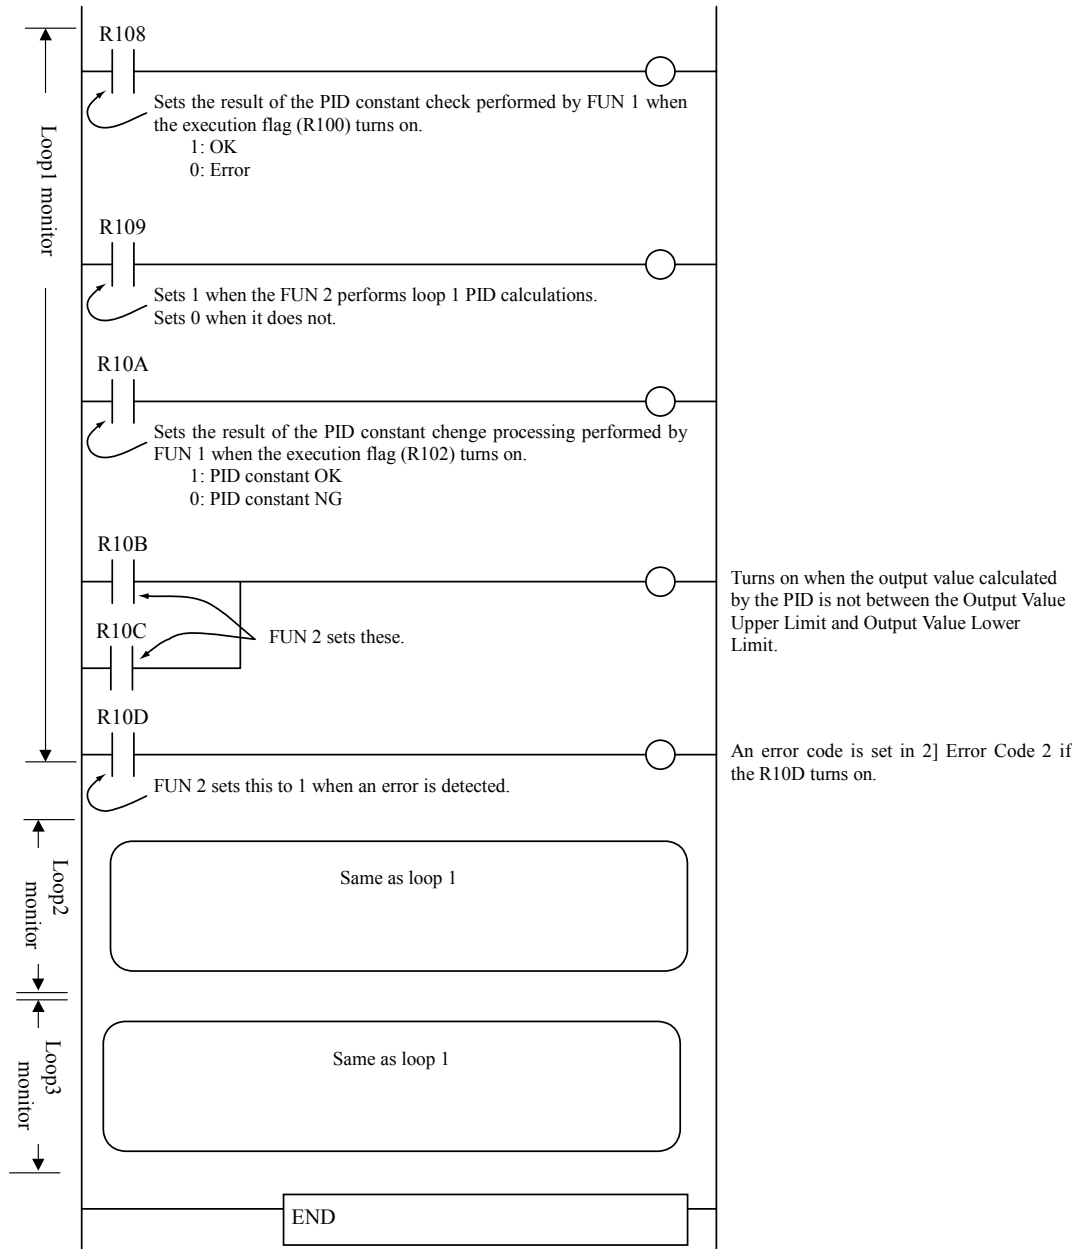 R108
Sets the result of the PID constant check performed by FUN 1 when
the execution flag (R100) turns on.
1: OK
0: Error
Loop1 monitor
R109
Sets 1 when the FUN 2 performs loop 1 PID calculations.
Sets 0 when it does not.
R10A
Sets the result of the PID constant chenge processing performed by
FUN 1 when the execution flag (R102) turns on.
1: PID constant OK
0: PID constant NG
R10B
Turns on when the output value calculated
by the PID is not between the Output Value
Upper Limit and Output Value Lower
Limit.
R10C
FUN 2 sets these.
R10D
An error code is set in 2] Error Code 2 if
the R10D turns on.
FUN 2 sets this to 1 when an error is detected.
Loop2
monitor
Same as loop 1
Loop3
monitor
Same as loop 1
END